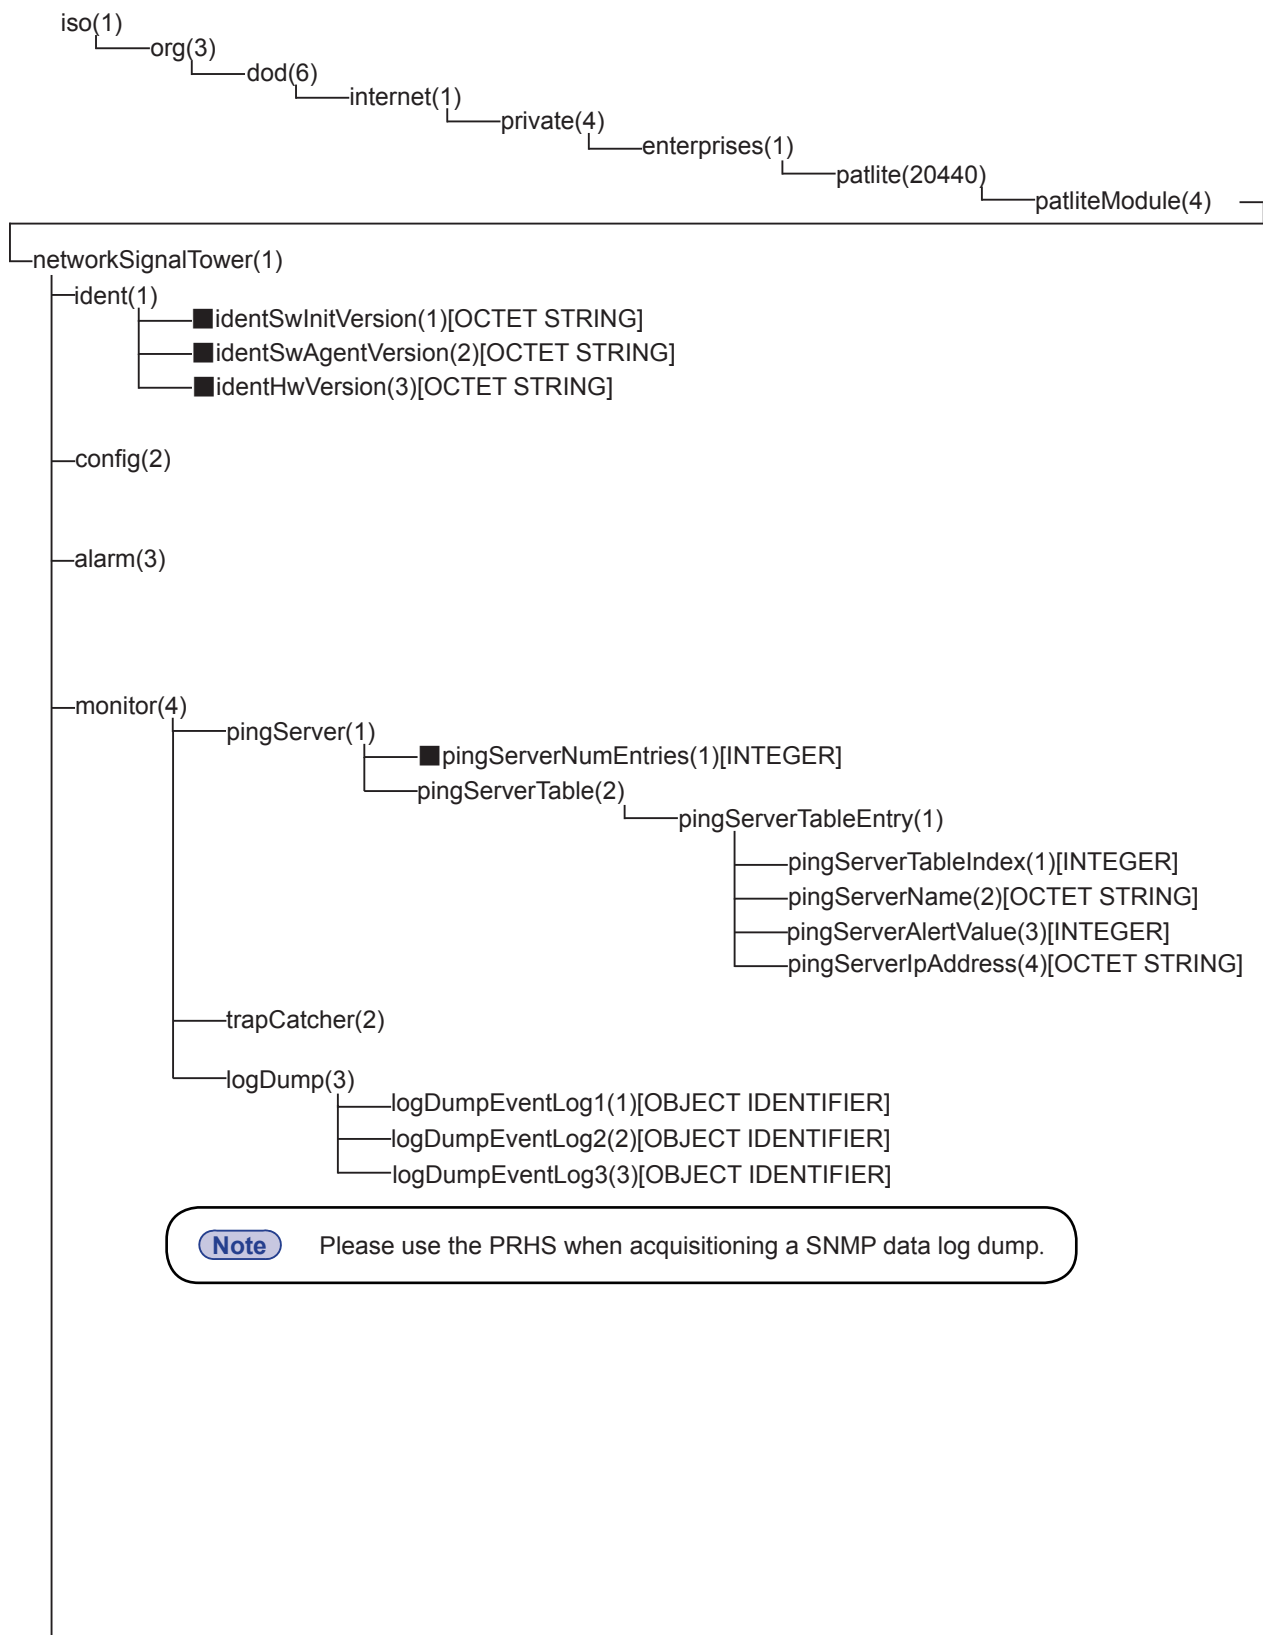 iso(1)
org(3)
dod(6)
internet(1)
private(4)
enterprises(1)
patlite(20440)
patliteModule(4)
networkSignalTower(1)
ident(1)
■identSwInitVersion(1)[OCTET STRING]
■identSwAgentVersion(2)[OCTET STRING]
■identHwVersion(3)[OCTET STRING]
config(2)
alarm(3)
monitor(4)
pingServer(1)
■pingServerNumEntries(1)[INTEGER]
pingServerTable(2)
pingServerTableEntry(1)
pingServerTableIndex(1)[INTEGER]
pingServerName(2)[OCTET STRING]
pingServerAlertValue(3)[INTEGER]
pingServerIpAddress(4)[OCTET STRING]
trapCatcher(2)
logDump(3)
logDumpEventLog1(1)[OBJECT IDENTIFIER]
logDumpEventLog2(2)[OBJECT IDENTIFIER]
logDumpEventLog3(3)[OBJECT IDENTIFIER]
Note Please use the PRHS when acquisitioning a SNMP data log dump.